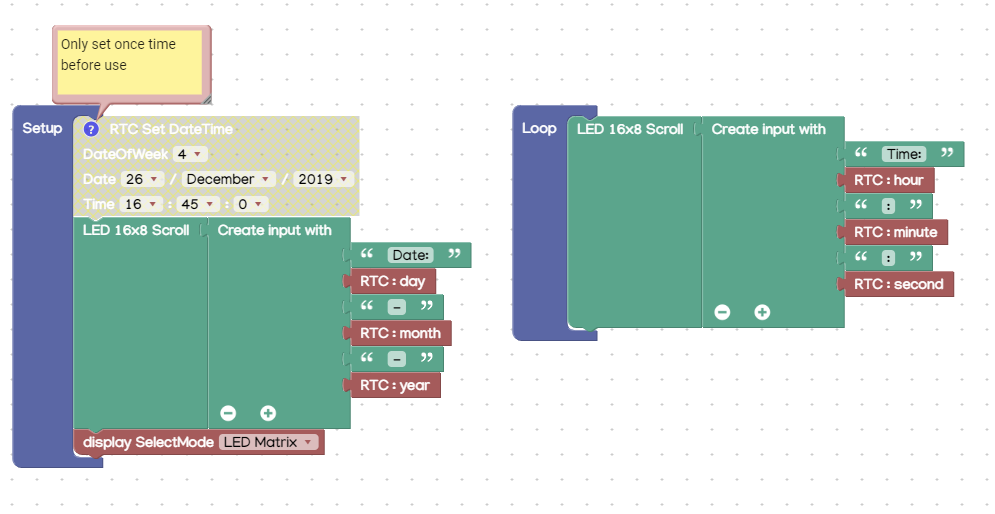 Only set once time
before use
Setup
? RTC Set DateTime
DateOfWeek 4
Date 26 / December / 2019
Time 16 : 45 : 0
LED 16x8 Scroll Create input with
“ Date: ”
RTC : day
“ - ”
RTC : month
“ - ”
RTC : year
display SelectMode LED Matrix
Loop
LED 16x8 Scroll Create input with
“ Time: ”
RTC : hour
“ : ”
RTC : minute
“ : ”
RTC : second